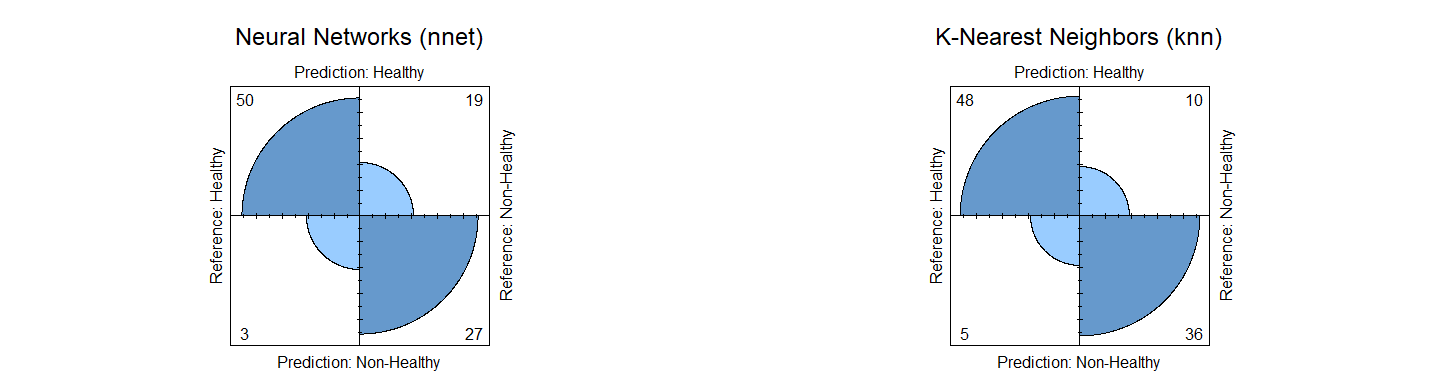 Neural Networks (nnet)
Prediction: Healthy
50
19
Reference: Healthy
Reference: Non-Healthy
3
27
Prediction: Non-Healthy
K-Nearest Neighbors (knn)
Prediction: Healthy
48
10
Reference: Healthy
Reference: Non-Healthy
5
36
Prediction: Non-Healthy